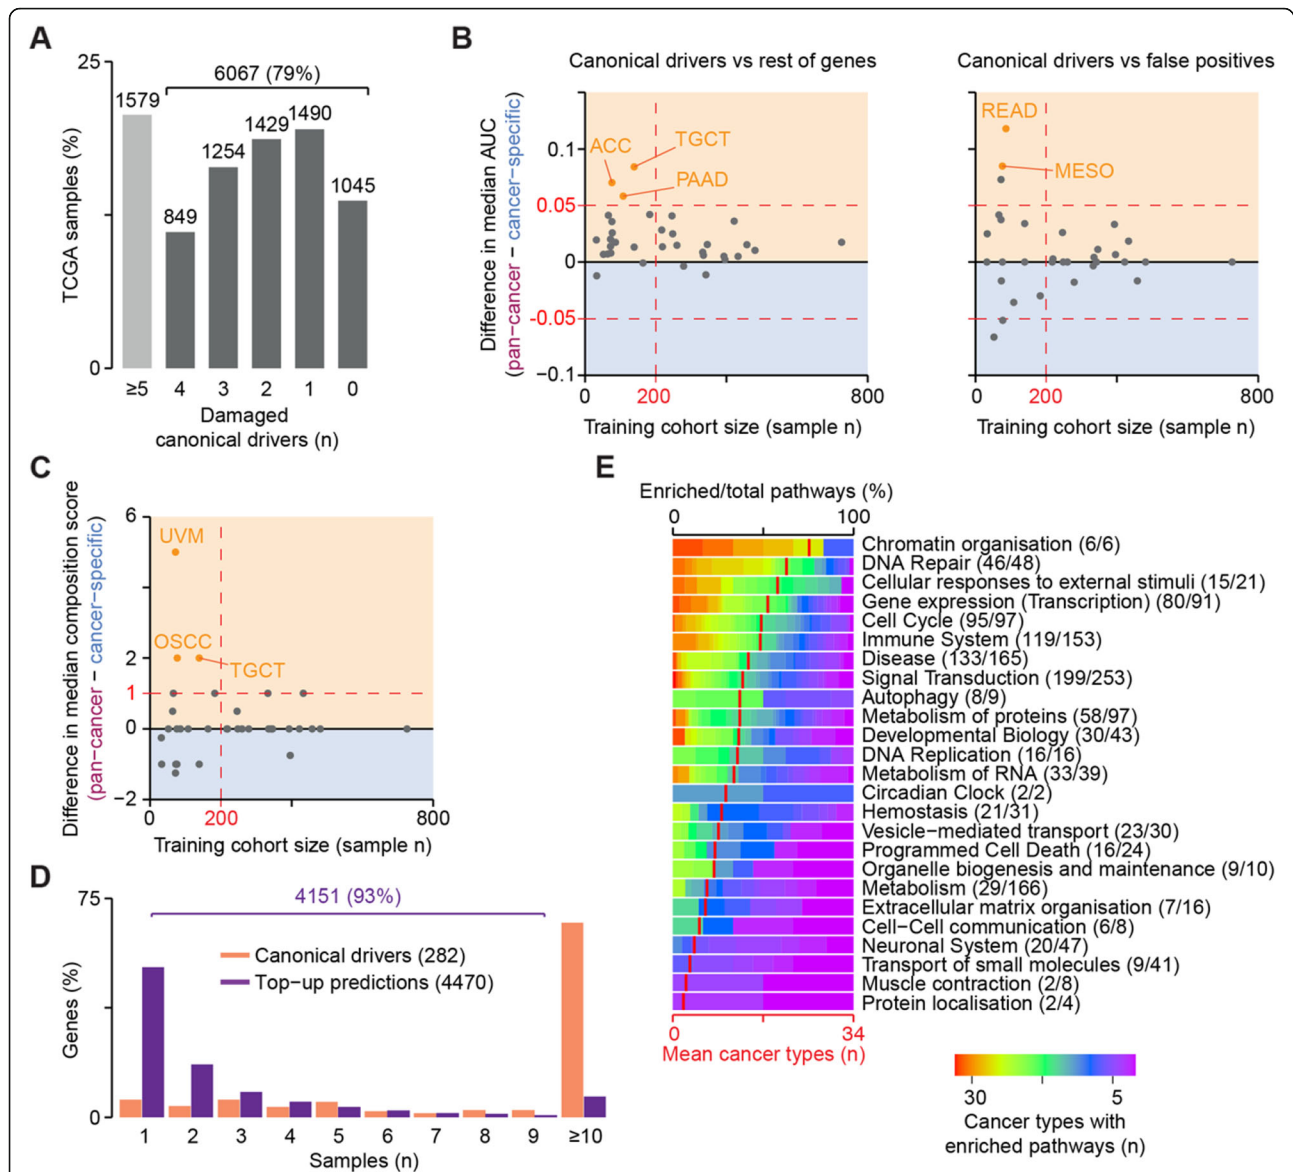 A
TCGA samples (%)
25
0
6067 (79%)
1579
849
1254
1429
1490
1045
≥5 4 3 2 1 0
Damaged
canonical drivers (n)
B
Difference in median AUC
(pan−cancer − cancer-specific)
Canonical drivers vs rest of genes
0.1
0.05
0
-0.05
−0.1
ACC
TGCT
PAAD
0 200 800
Training cohort size (sample n)
Canonical drivers vs false positives
READ
MESO
0 200 800
Training cohort size (sample n)
C
Difference in median composition score
(pan−cancer − cancer-specific)
6
2
1
0
−2
UVM
OSCC
TGCT
0 200 800
Training cohort size (sample n)
D
Genes (%)
75
0
4151 (93%)
Canonical drivers (282)
Top−up predictions (4470)
1 2 3 4 5 6 7 8 9 ≥10
Samples (n)
E
Enriched/total pathways (%)
0 100
Chromatin organisation (6/6)
DNA Repair (46/48)
Cellular responses to external stimuli (15/21)
Gene expression (Transcription) (80/91)
Cell Cycle (95/97)
Immune System (119/153)
Disease (133/165)
Signal Transduction (199/253)
Autophagy (8/9)
Metabolism of proteins (58/97)
Developmental Biology (30/43)
DNA Replication (16/16)
Metabolism of RNA (33/39)
Circadian Clock (2/2)
Hemostasis (21/31)
Vesicle−mediated transport (23/30)
Programmed Cell Death (16/24)
Organelle biogenesis and maintenance (9/10)
Metabolism (29/166)
Extracellular matrix organisation (7/16)
Cell−Cell communication (6/8)
Neuronal System (20/47)
Transport of small molecules (9/41)
Muscle contraction (2/8)
Protein localisation (2/4)
0 34
Mean cancer types (n)
30 5
Cancer types with
enriched pathways (n)